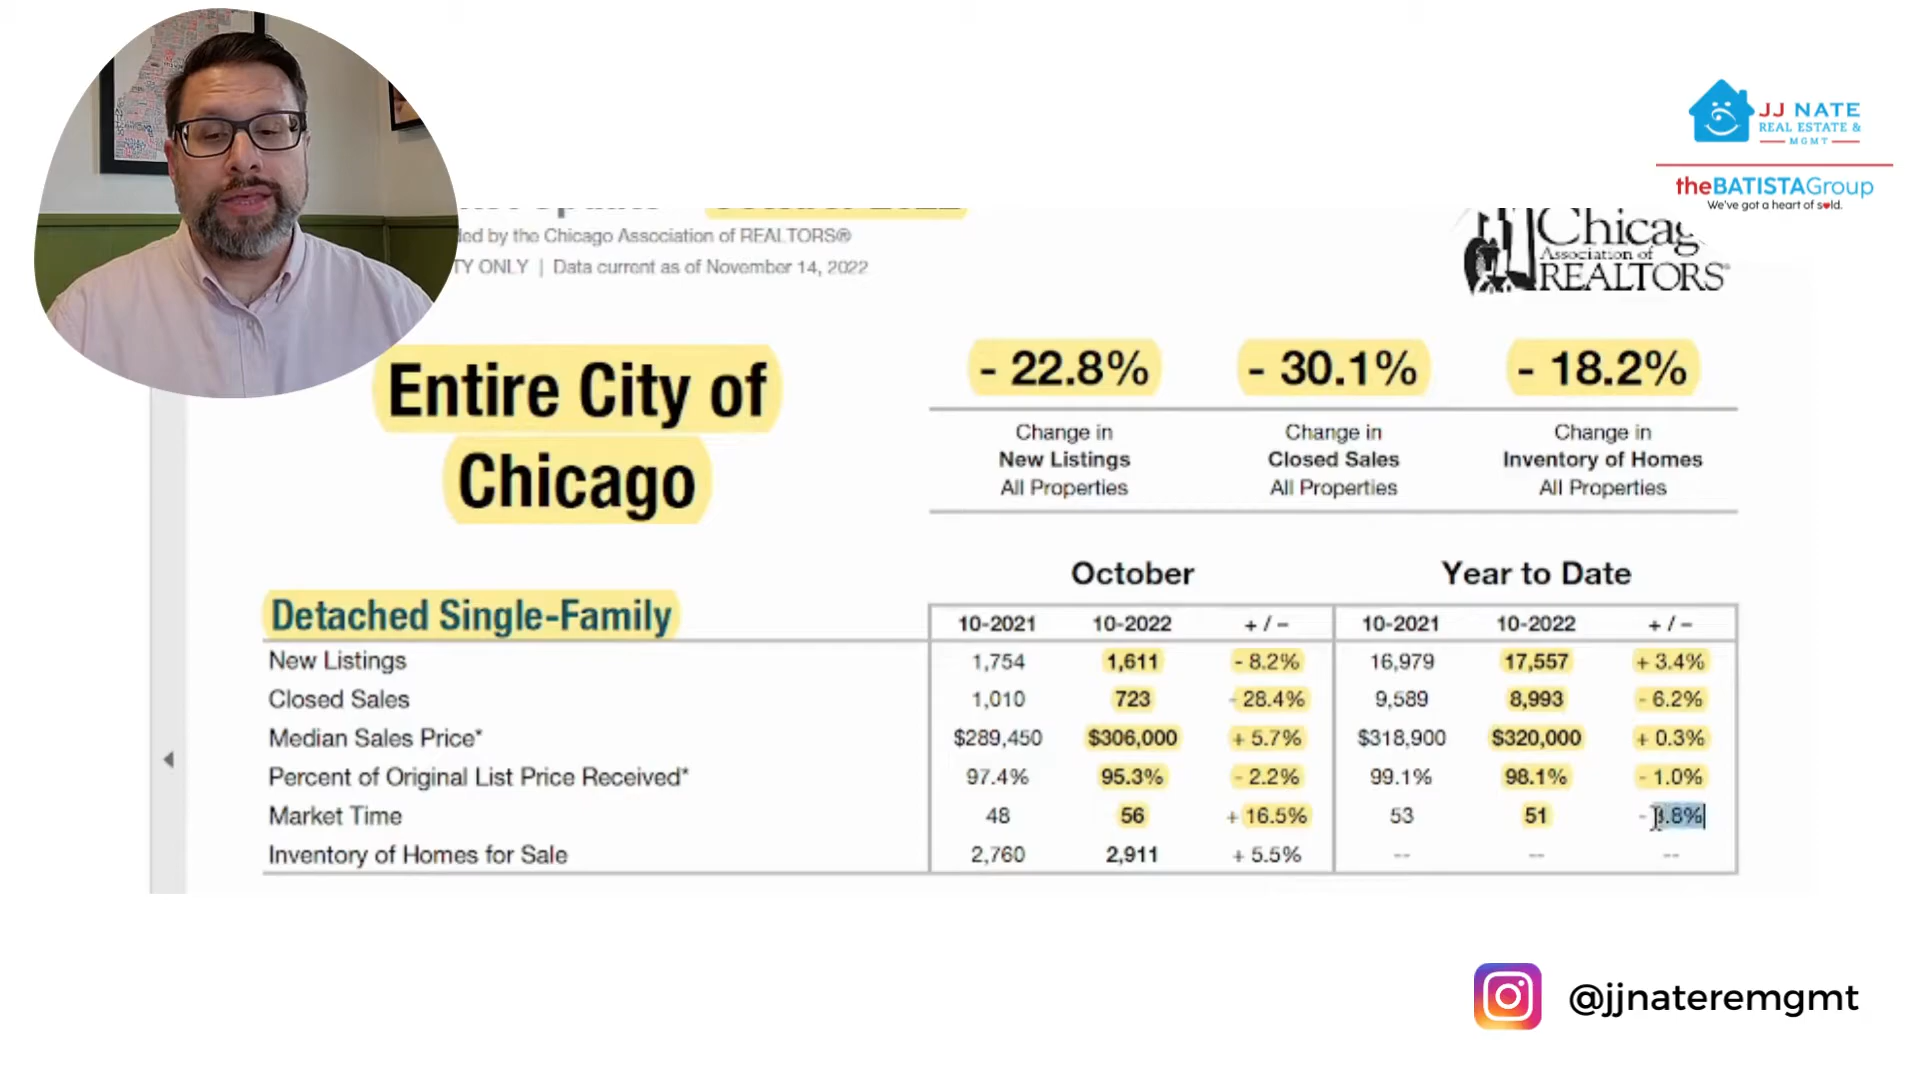 JJ NATE
REAL ESTATE &
MGMT
theBATISTAGroup
We've got a heart of sold.
by the Chicago Association of REALTORS®
ONLY | Data current as of November 14, 2022
Association of
REALTORS
Entire City of
Chicago
- 22.8% - 30.1% - 18.2%
Change in Change in Change in
New Listings Closed Sales Inventory of Homes
All Properties All Properties All Properties
October Year to Date
Detached Single-Family 10-2021 10-2022 + / – 10-2021 10-2022 + / –
New Listings 1,754 1,611 - 8.2% 16,979 17,557 + 3.4%
Closed Sales 1,010 723 - 28.4% 9,589 8,993 - 6.2%
Median Sales Price* $289,450 $306,000 + 5.7% $318,900 $320,000 + 0.3%
Percent of Original List Price Received* 97.4% 95.3% - 2.2% 99.1% 98.1% - 1.0%
Market Time 48 56 + 16.5% 53 51
Inventory of Homes for Sale 2,760 2,911 + 5.5% -- -- --
@jjnateremgmt